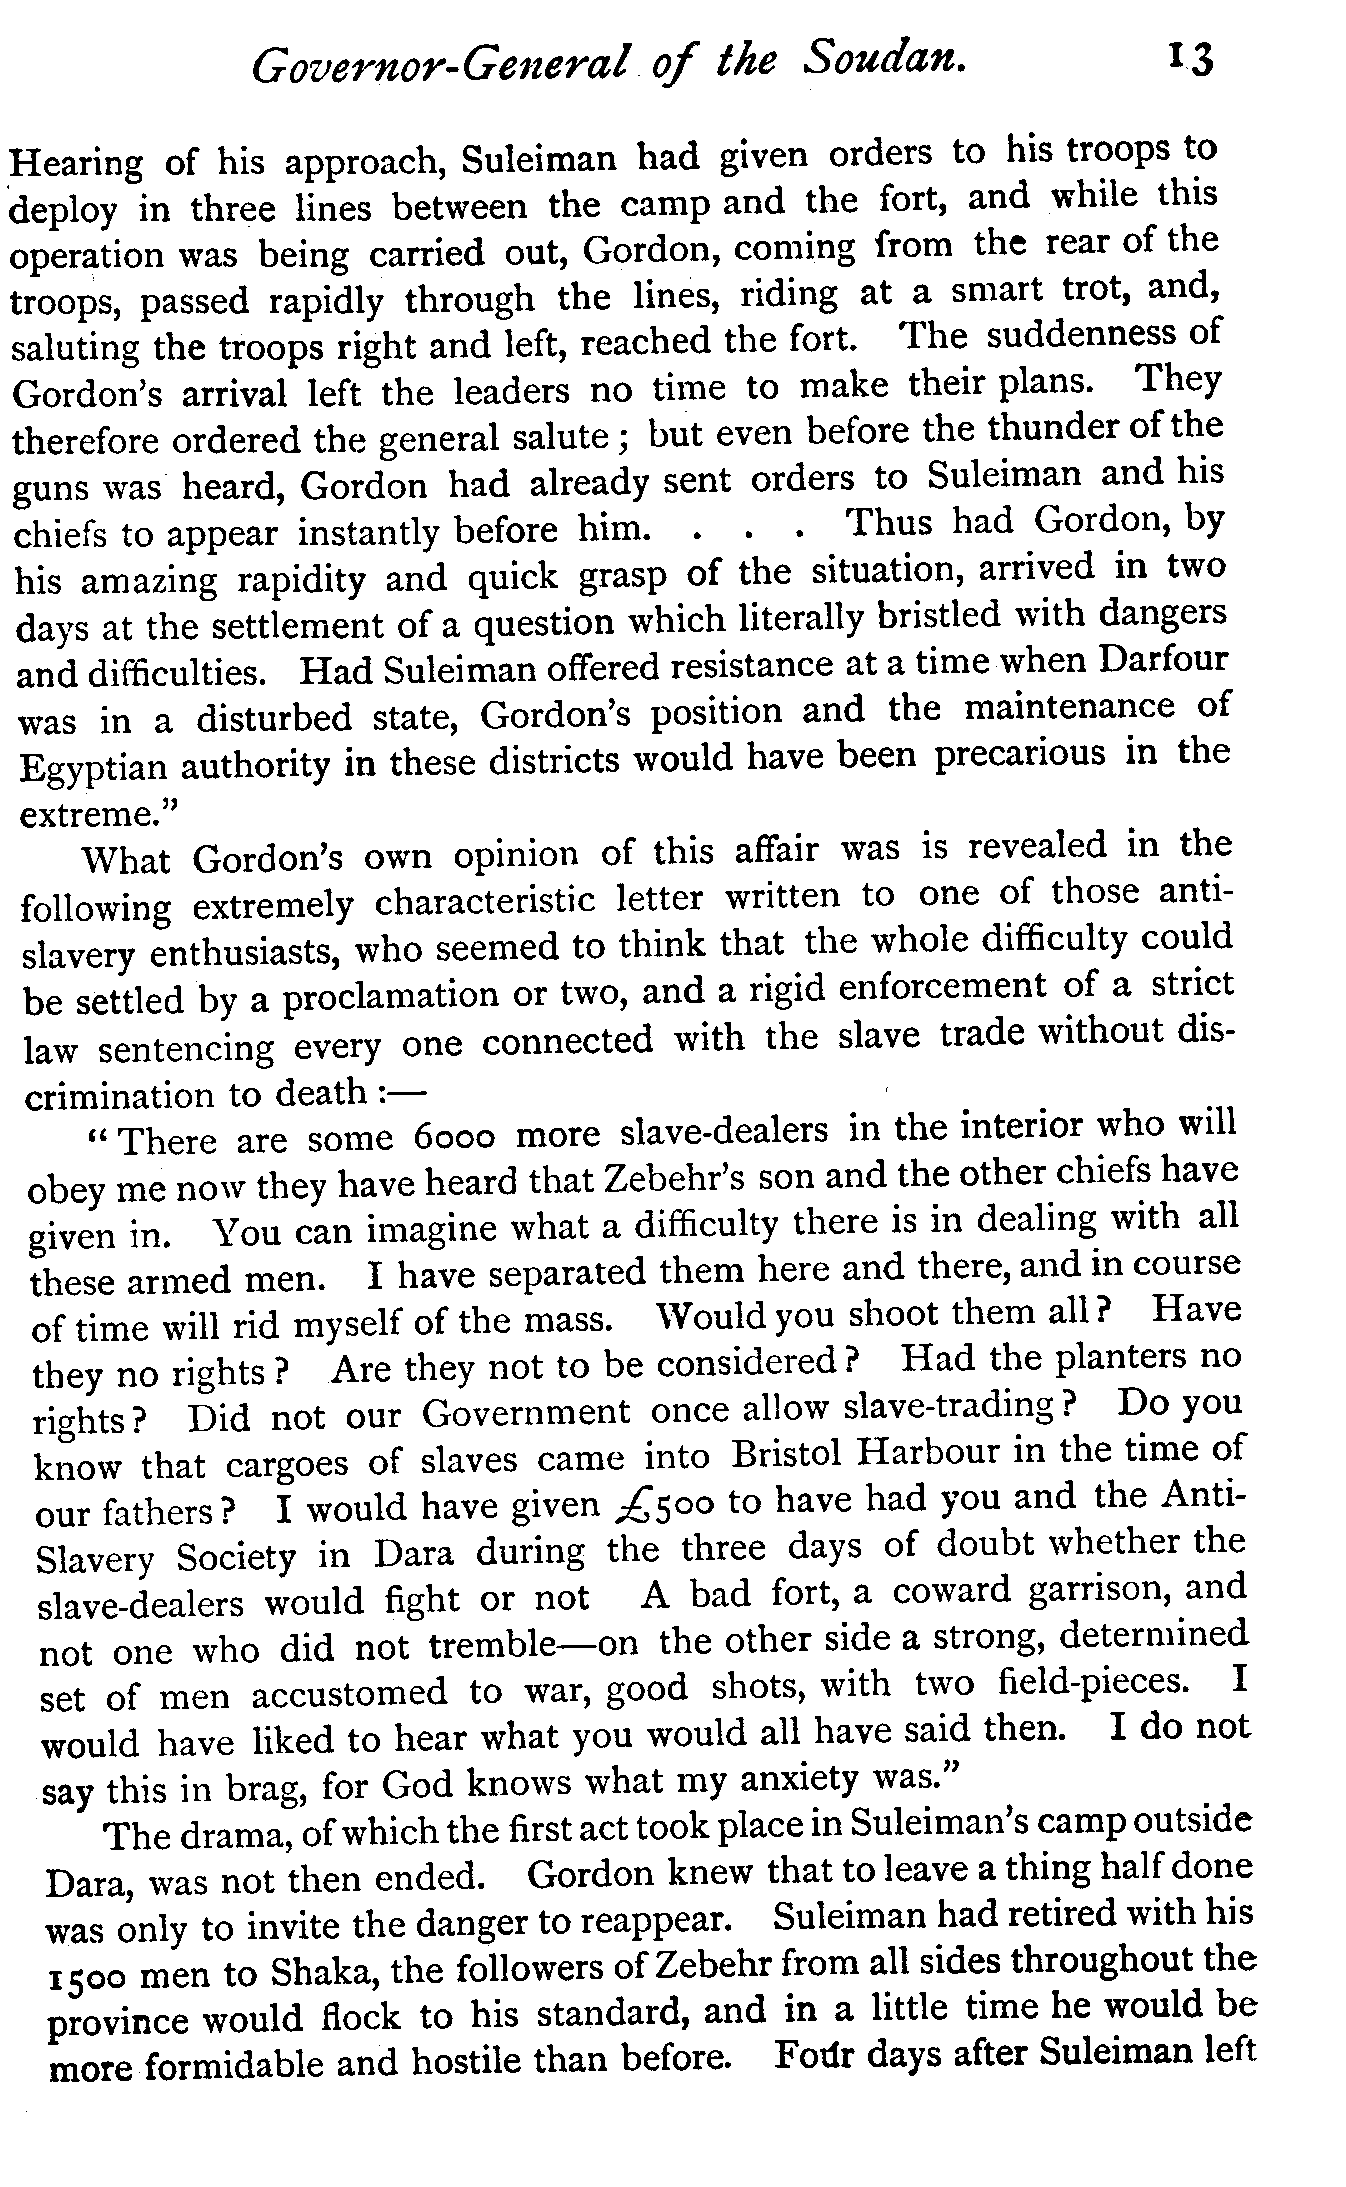 Governor-General of the Soudan. 13
Hearing of his approach, Suleiman had given orders to his troops to
deploy in three lines between the camp and the fort, and while this
operation was being carried out, Gordon, coming from the rear of the
troops, passed rapidly through the lines, riding at a smart trot, and,
saluting the troops right and left, reached the fort. The suddenness of
Gordon's arrival left the leaders no time to make their plans. They
therefore ordered the general salute; but even before the thunder of the
guns was heard, Gordon had already sent orders to Suleiman and his
chiefs to appear instantly before him. . . . Thus had Gordon, by
his amazing rapidity and quick grasp of the situation, arrived in two
days at the settlement of a question which literally bristled with dangers
and difficulties. Had Suleiman offered resistance at a time when Darfour
was in a disturbed state, Gordon's position and the maintenance of
Egyptian authority in these districts would have been precarious in the
extreme."
What Gordon's own opinion of this affair was is revealed in the
following extremely characteristic letter written to one of those anti-
slavery enthusiasts, who seemed to think that the whole difficulty could
be settled by a proclamation or two, and a rigid enforcement of a strict
law sentencing every one connected with the slave trade without dis-
crimination to death :—
"There are some 6000 more slave-dealers in the interior who will
obey me now they have heard that Zebehr's son and the other chiefs have
given in. You can imagine what a difficulty there is in dealing with all
these armed men. I have separated them here and there, and in course
of time will rid myself of the mass. Would you shoot them all? Have
they no rights? Are they not to be considered? Had the planters no
rights? Did not our Government once allow slave-trading? Do you
know that cargoes of slaves came into Bristol Harbour in the time of
our fathers? I would have given £500 to have had you and the Anti-
Slavery Society in Dara during the three days of doubt whether the
slave-dealers would fight or not A bad fort, a coward garrison, and
not one who did not tremble—on the other side a strong, determined
set of men accustomed to war, good shots, with two field-pieces. I
would have liked to hear what you would all have said then. I do not
say this in brag, for God knows what my anxiety was."
The drama, of which the first act took place in Suleiman's camp outside
Dara, was not then ended. Gordon knew that to leave a thing half done
was only to invite the danger to reappear. Suleiman had retired with his
1500 men to Shaka, the followers of Zebehr from all sides throughout the
province would flock to his standard, and in a little time he would be
more formidable and hostile than before. Four days after Suleiman left